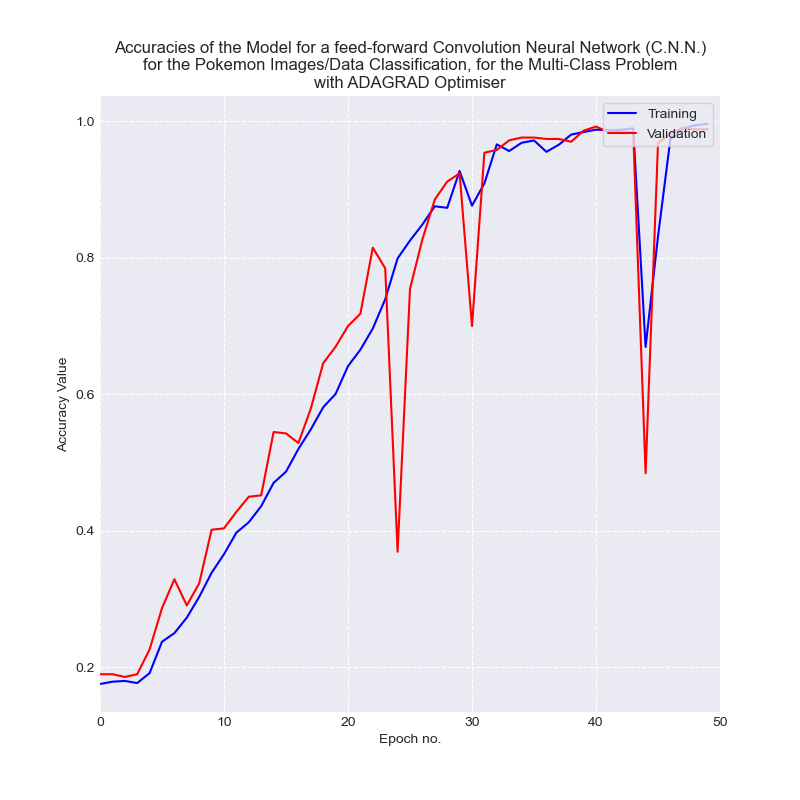 Accuracies of the Model for a feed-forward Convolution Neural Network (C.N.N.)
for the Pokemon Images/Data Classification, for the Multi-Class Problem
with ADAGRAD Optimiser
Training
Validation
1.0
0.8
0.6
0.4
0.2
Accuracy Value
0 10 20 30 40 50
Epoch no.